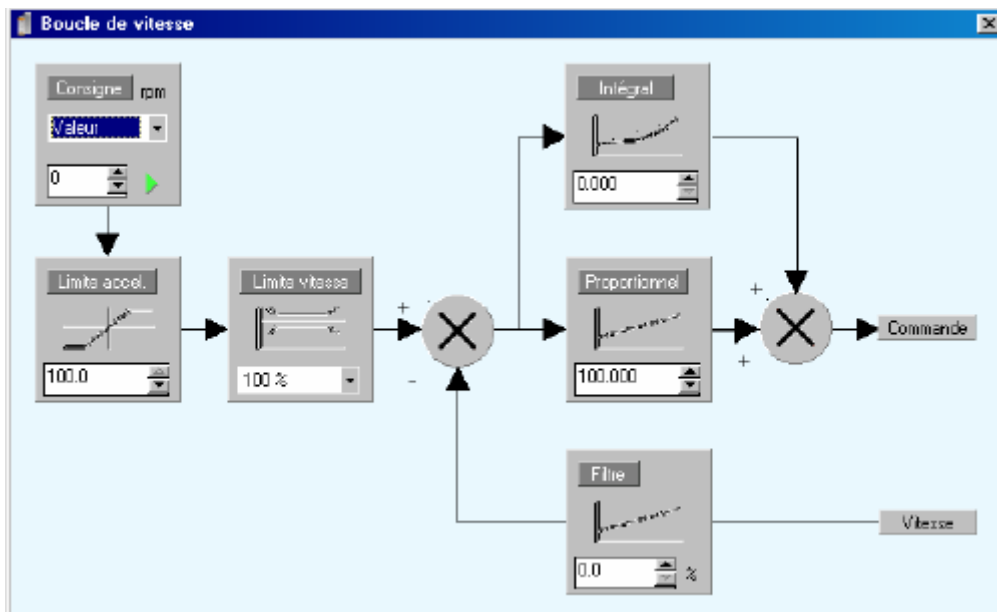 Boucle de vitesse
Consigne rpm
Valeur
0
Intégral
0.000
Limite accel.
100.0
Limite vitesse
100 %
+
-
Proportionnel
100.000
+
+
Commande
Filtre
0.0 %
Vitesse